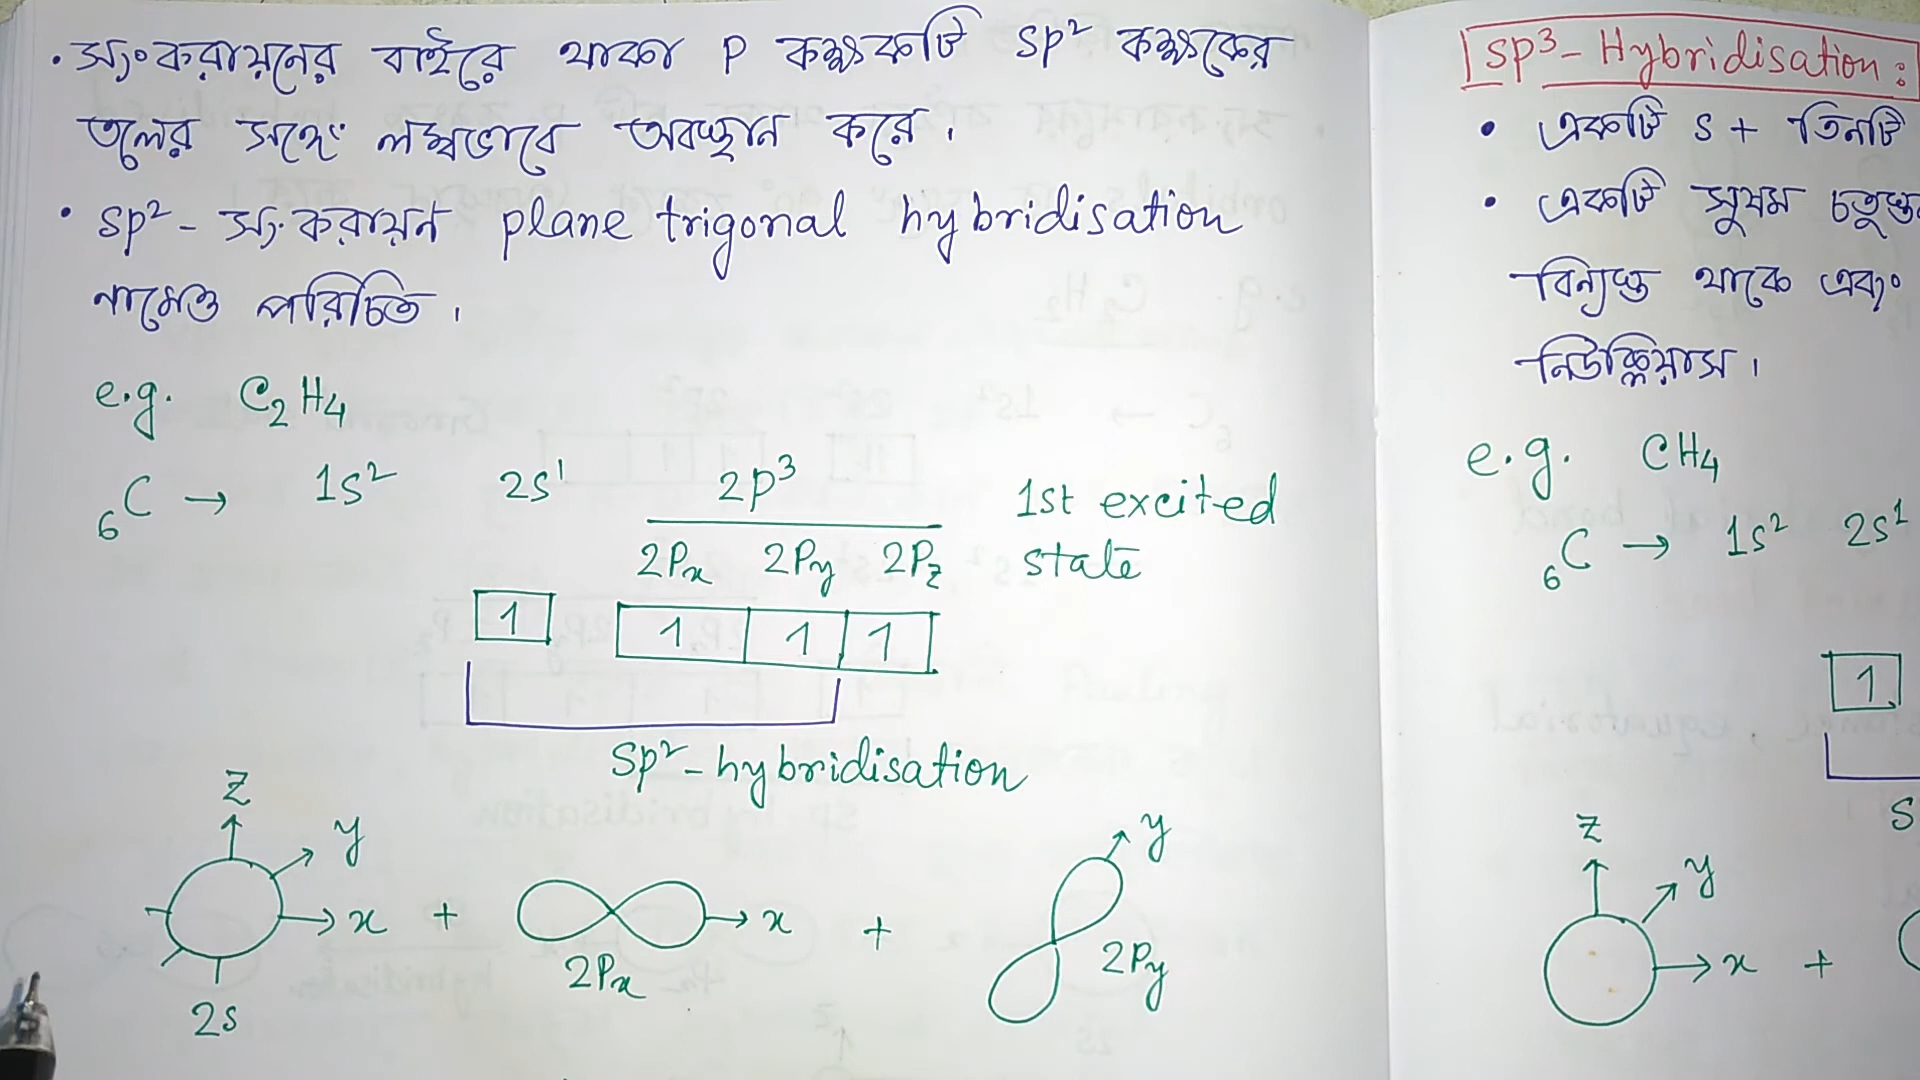 • সংকরায়নের বাইরে থাকা p কক্ষকটি sp² কক্ষকের
তলের সঙ্গে লম্বভাবে অবস্থান করে।
• sp² - সংকরায়ন plane trigonal hybridisation
নামেও পরিচিত।
e.g. C₂H₄
₆C → 1s² 2s¹ 2p³ 1st excited
2Px 2Py 2Pz state
1 1 1 1
sp² - hybridisation
z y x + x + y
2s 2Px 2Py
sp³ - Hybridisation :
• একটি s + তিনটি
• একটি সুষম
বিন্যস্ত থাকে এবং
নিউক্লিয়াস।
e.g. CH₄
₆C → 1s² 2s¹
1
s
z y x +